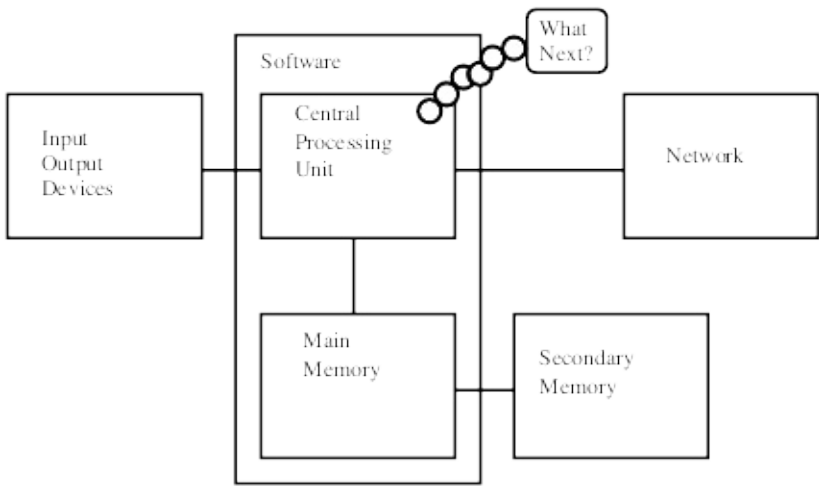 What
Next?
Software
Input
Output
Devices
Central
Processing
Unit
Network
Main
Memory
Secondary
Memory